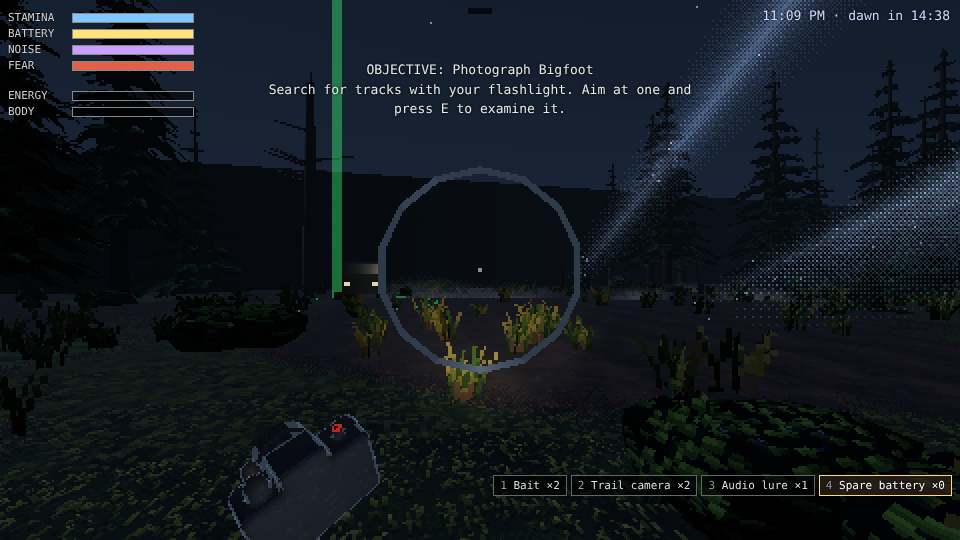 STAMINA
BATTERY
NOISE
FEAR
ENERGY
BODY
11:09 PM · dawn in 14:38
OBJECTIVE: Photograph Bigfoot
Search for tracks with your flashlight. Aim at one and
press E to examine it.
1 Bait ×2
2 Trail camera ×2
3 Audio lure ×1
4 Spare battery ×0